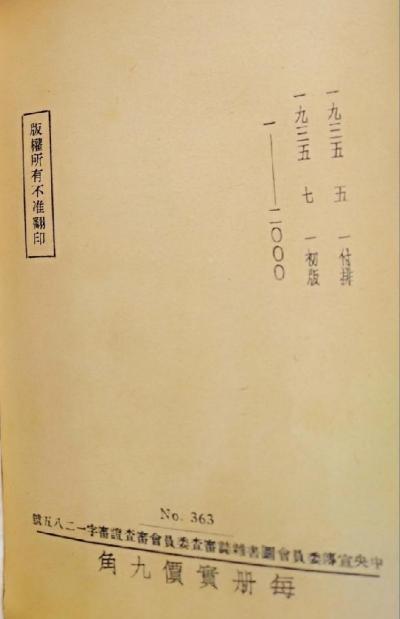 一九三五 五 一付排
一九三五 七 一初版
一——二〇〇〇
版權所有不准翻印
No. 363
中央宣傳委員會圖書雜誌審查委員會審查證審字一二八五號
每册實價九角